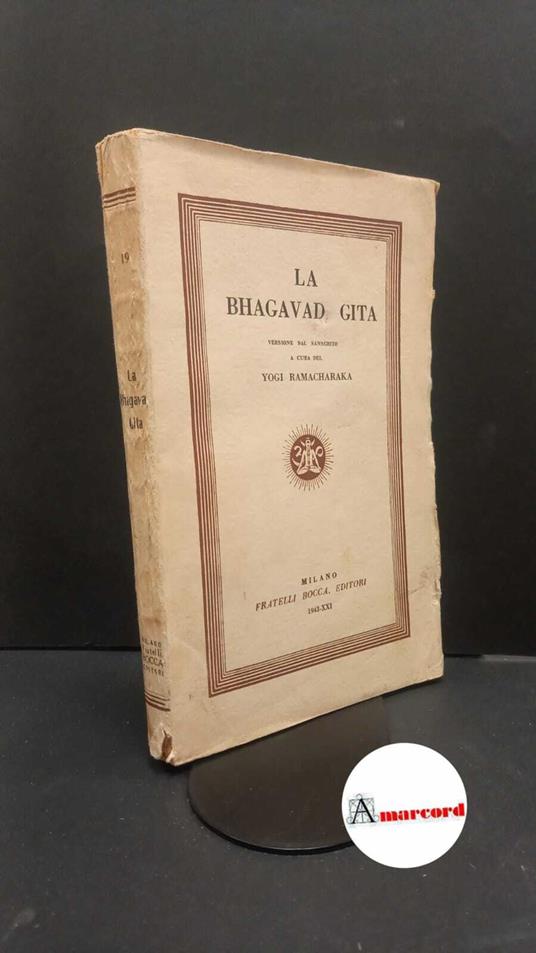 19
La
Bhagava
Gita
MILANO
Fratelli
BOCCA
EDITORI
LA
BHAGAVAD GITA
VERSIONE DAL SANSCRITO
A CURA DEL
YOGI RAMACHARAKA
MILANO
FRATELLI BOCCA, EDITORI
1943-XXI
Amarcord